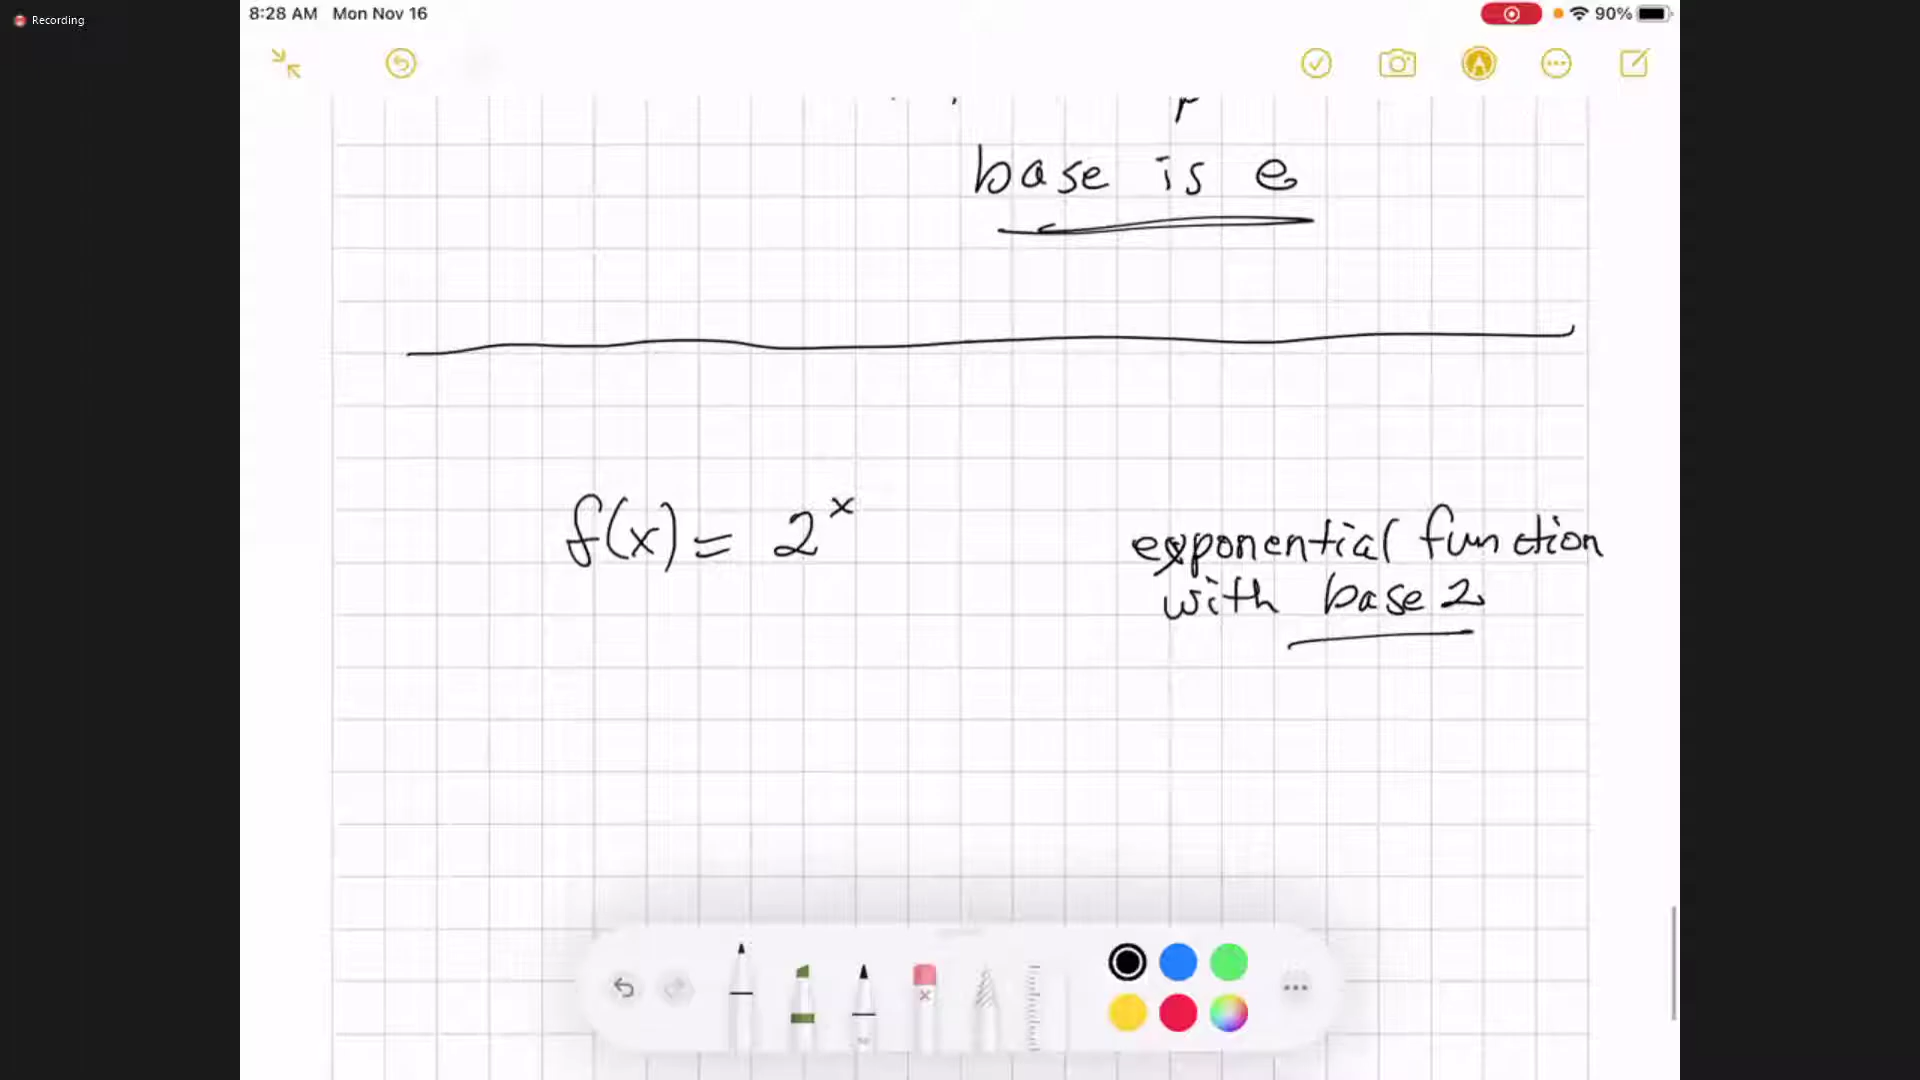 Recording
8:28 AM Mon Nov 16
90%
base is e
f(x) = 2^x
exponential function
with base 2